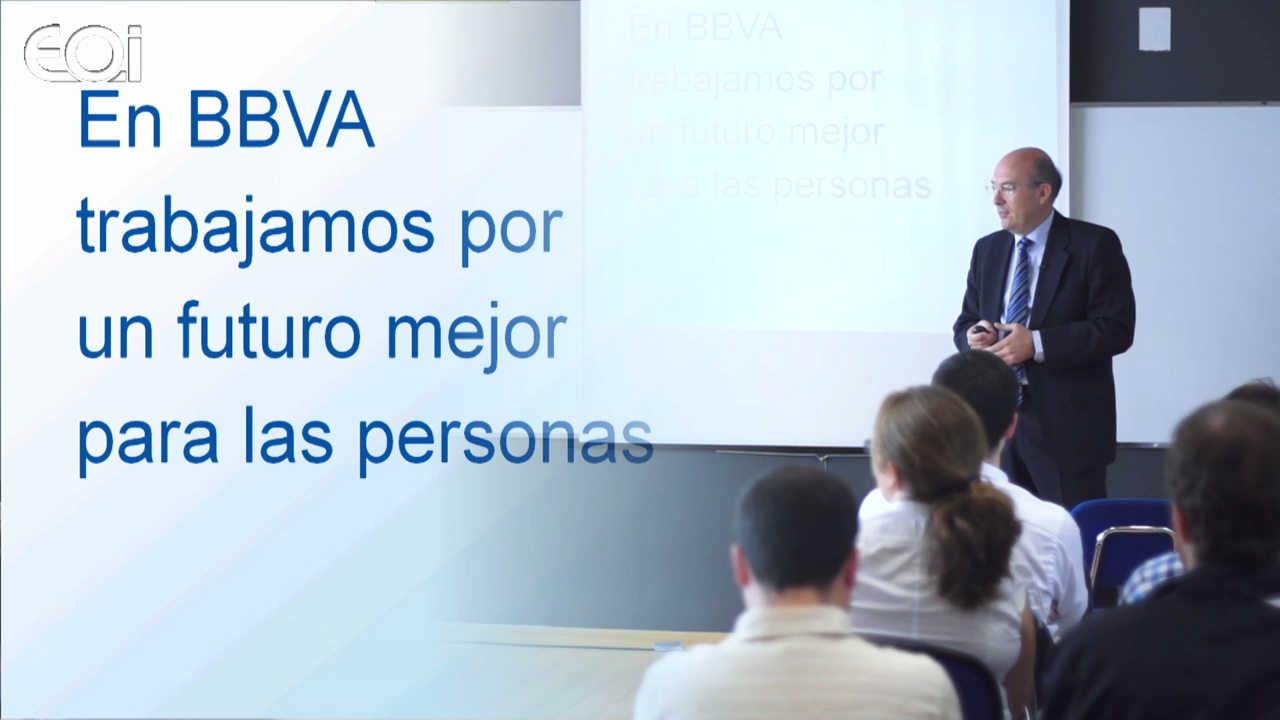 EOi
En BBVA
trabajamos por
un futuro mejor
para las personas
En BBVA
trabajamos por
un futuro mejor
para las personas